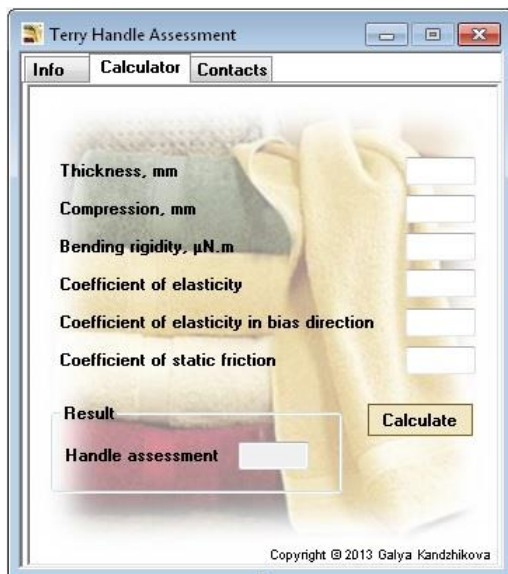 Terry Handle Assessment
Info Calculator Contacts
Thickness, mm
Compression, mm
Bending rigidity, µN.m
Coefficient of elasticity
Coefficient of elasticity in bias direction
Coefficient of static friction
Result
Calculate
Handle assessment
Copyright @ 2013 Galya Kandzhikova